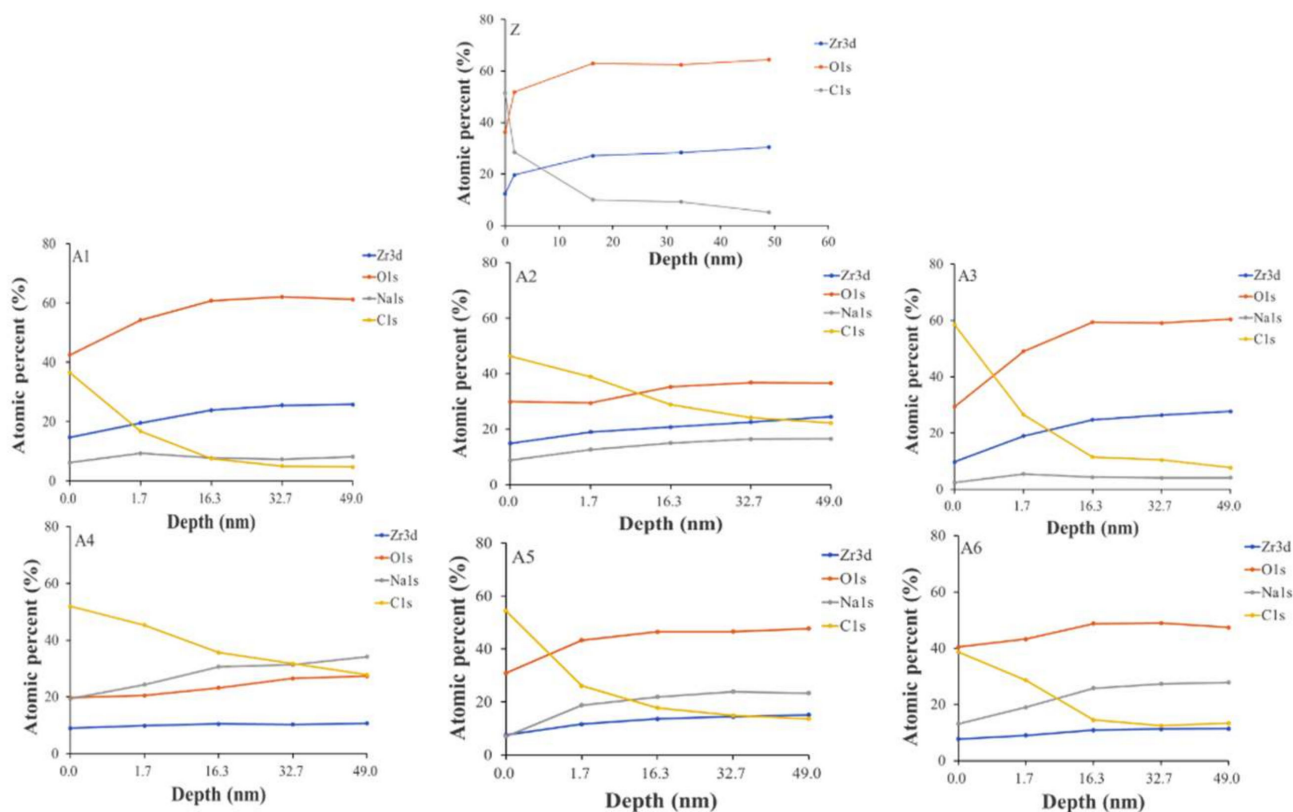 Z
Atomic percent (%)
80
60
40
20
0
0 10 20 30 40 50 60
Depth (nm)
Zr3d
O1s
C1s
A1
Atomic percent (%)
80
60
40
20
0
0.0 1.7 16.3 32.7 49.0
Depth (nm)
Zr3d
O1s
Na1s
C1s
A2
Atomic percent (%)
80
60
40
20
0
0.0 1.7 16.3 32.7 49.0
Depth (nm)
Zr3d
O1s
Na1s
C1s
A3
Atomic percent (%)
80
60
40
20
0
0.0 1.7 16.3 32.7 49.0
Depth (nm)
Zr3d
O1s
Na1s
C1s
A4
Atomic percent (%)
80
60
40
20
0
0.0 1.7 16.3 32.7 49.0
Depth (nm)
Zr3d
O1s
Na1s
C1s
A5
Atomic percent (%)
80
60
40
20
0
0.0 1.7 16.3 32.7 49.0
Depth (nm)
Zr3d
O1s
Na1s
C1s
A6
Atomic percent (%)
80
60
40
20
0
0.0 1.7 16.3 32.7 49.0
Depth (nm)
Zr3d
O1s
Na1s
C1s